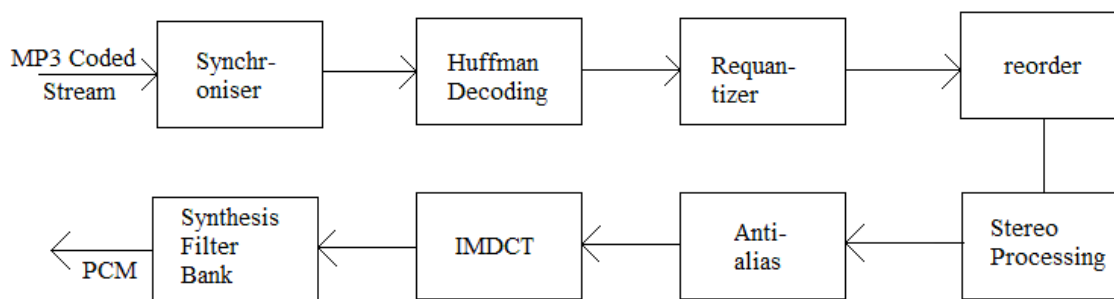 MP3 Coded
Stream
Synchr-
oniser
Huffman
Decoding
Requan-
tizer
reorder
Stereo
Processing
Anti-
alias
IMDCT
Synthesis
Filter
Bank
PCM